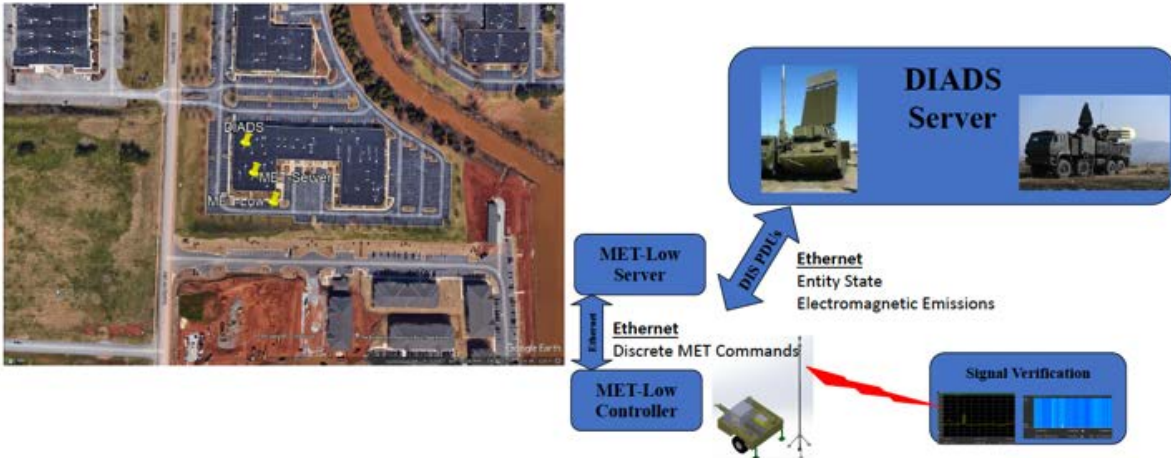 DIADS
MET-Server
MET-Low
Google Earth
DIADS
Server
MET-Low
Server
DIS PDUs
Ethernet
Entity State
Electromagnetic Emissions
Ethernet
Ethernet
Discrete MET Commands
MET-Low
Controller
Signal Verification